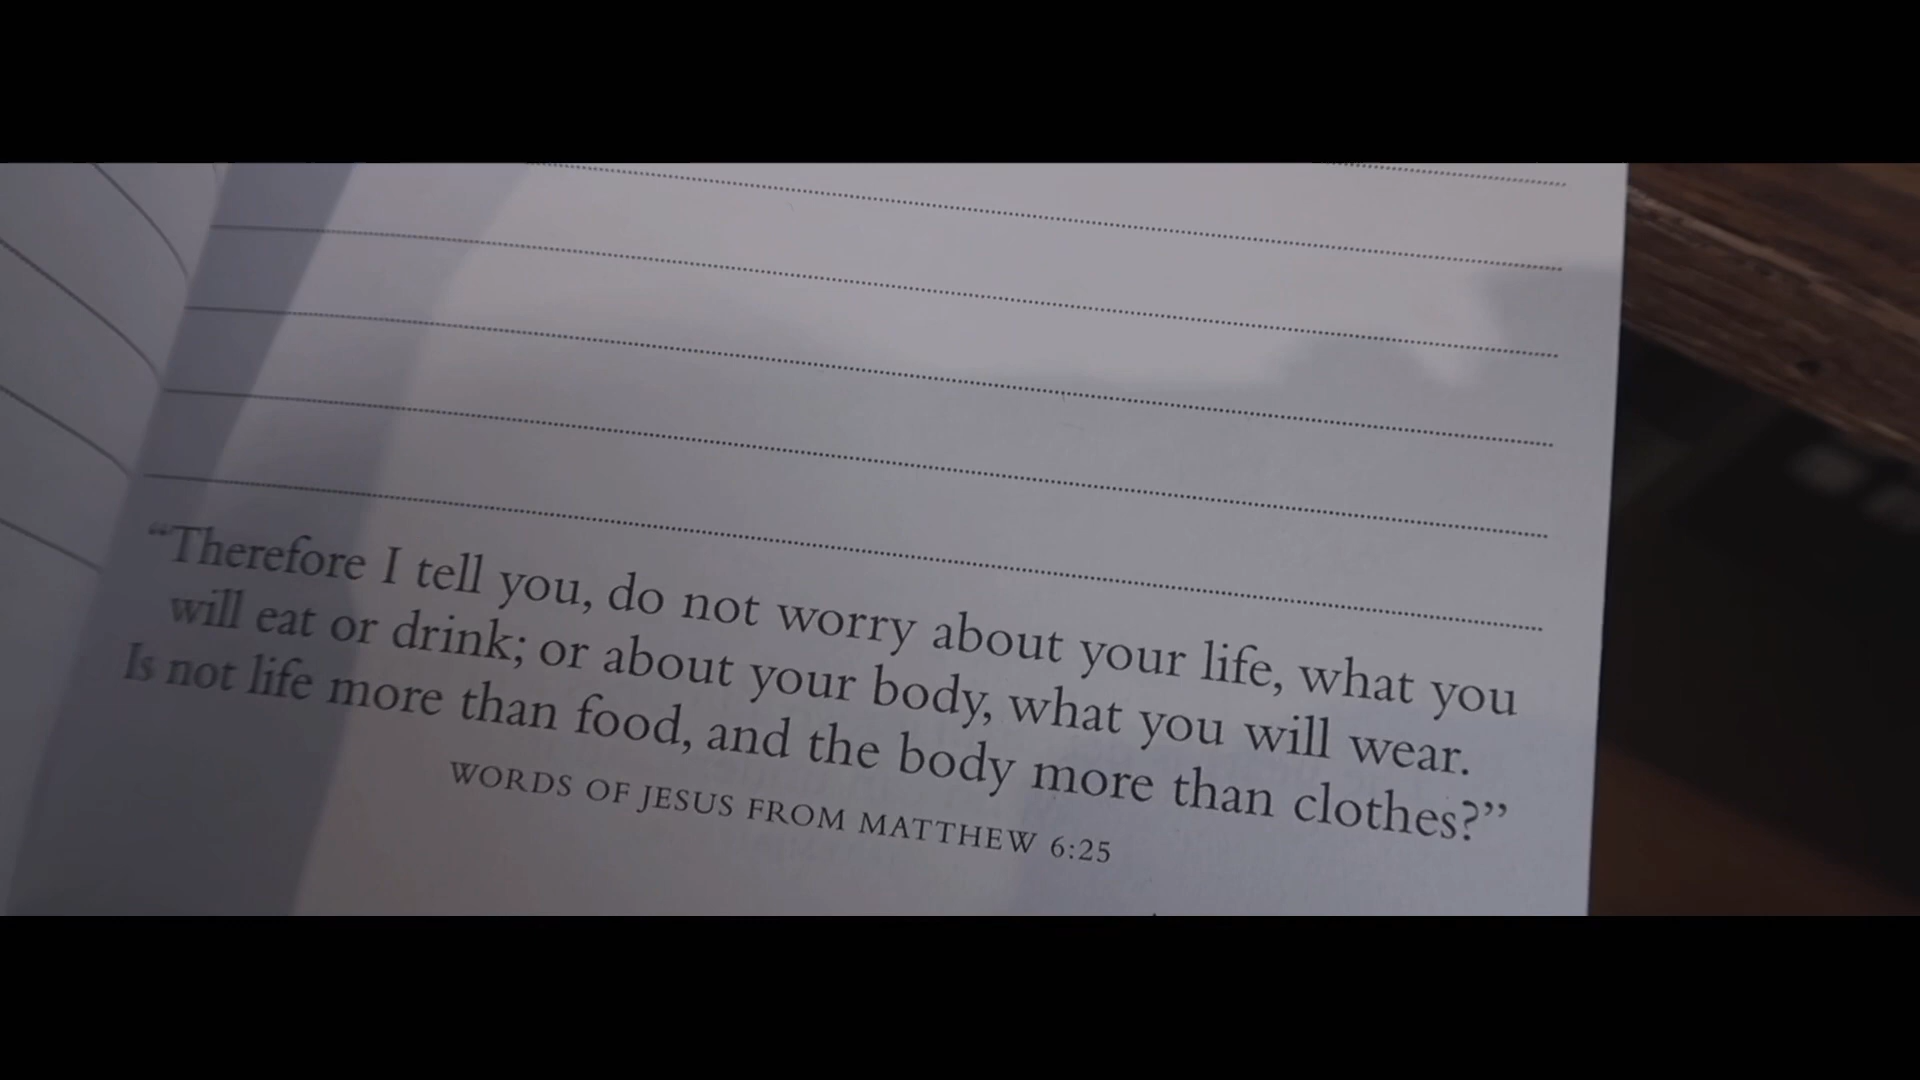 “Therefore I tell you, do not worry about your life, what you
will eat or drink; or about your body, what you will wear.
Is not life more than food, and the body more than clothes?”
WORDS OF JESUS FROM MATTHEW 6:25